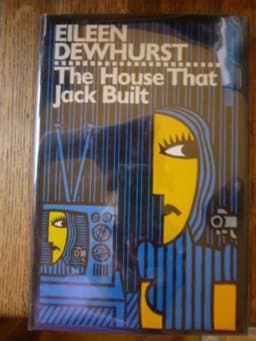 EILEEN
DEWHURST
The House That
Jack Built